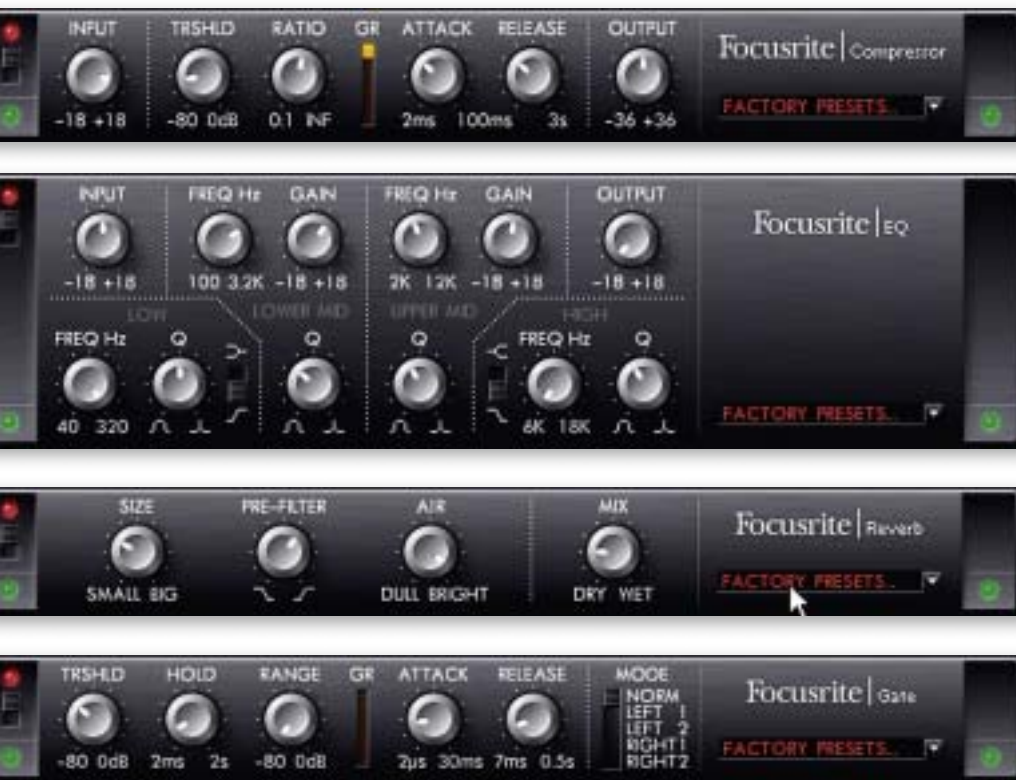 INPUT TRSHLD RATIO GR ATTACK RELEASE OUTPUT
Focusrite | Compressor
-18 +18 -80 0dB 0.1 INF 2ms 100ms 3s -36 +36
FACTORY PRESETS..
INPUT FREQ Hz GAIN FREQ Hz GAIN OUTPUT
Focusrite | EQ
-18 +18 100 3.2K -18 +18 2K 12K -18 +18 -18 +18
LOW LOWER MID UPPER MID HIGH
FREQ Hz Q Q Q FREQ Hz Q
40 320 6K 18K
FACTORY PRESETS..
SIZE PRE-FILTER AIR MIX
Focusrite | Reverb
FACTORY PRESETS..
SMALL BIG DULL BRIGHT DRY WET
TRSHLD HOLD RANGE GR ATTACK RELEASE MODE
Focusrite | Gate
NORM
LEFT 1
LEFT 2
RIGHT1
RIGHT2
-80 0dB 2ms 2s -80 0dB 2µs 30ms 7ms 0.5s
FACTORY PRESETS..